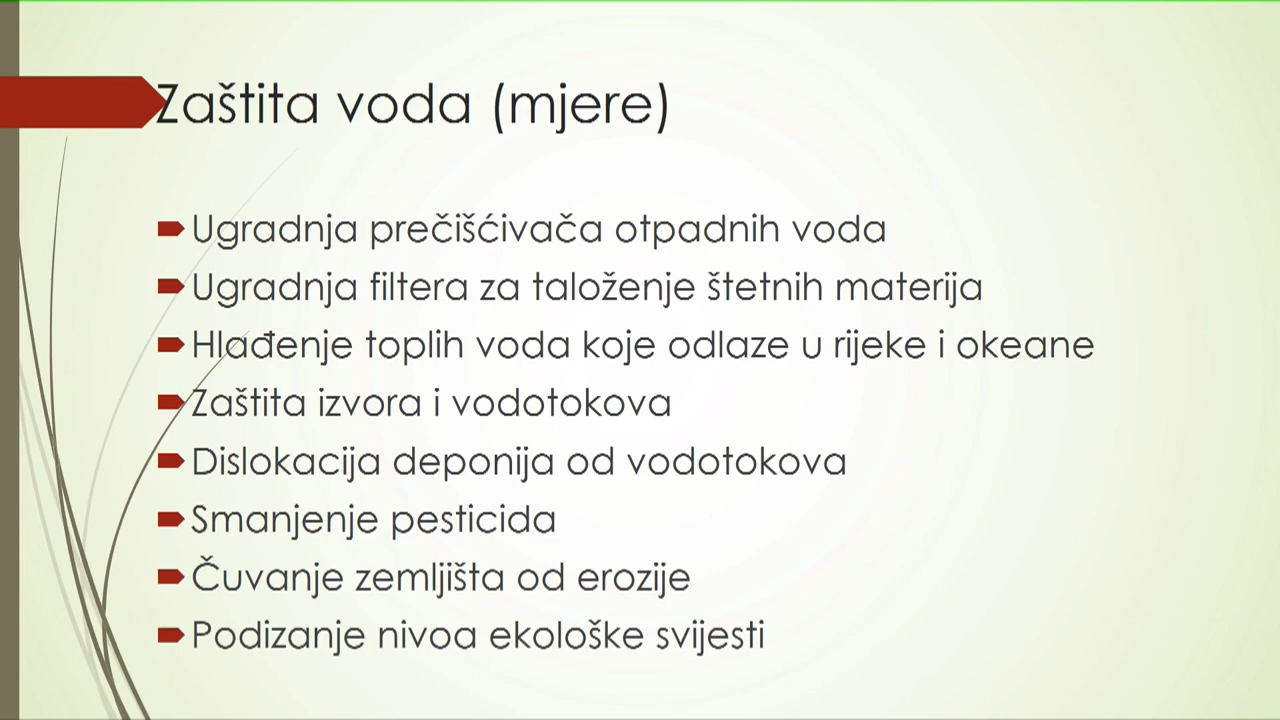 Zaštita voda (mjere)
Ugradnja prečišćivača otpadnih voda
Ugradnja filtera za taloženje štetnih materija
Hlađenje toplih voda koje odlaze u rijeke i okeane
Zaštita izvora i vodotokova
Dislokacija deponija od vodotokova
Smanjenje pesticida
Čuvanje zemljišta od erozije
Podizanje nivoa ekološke svijesti